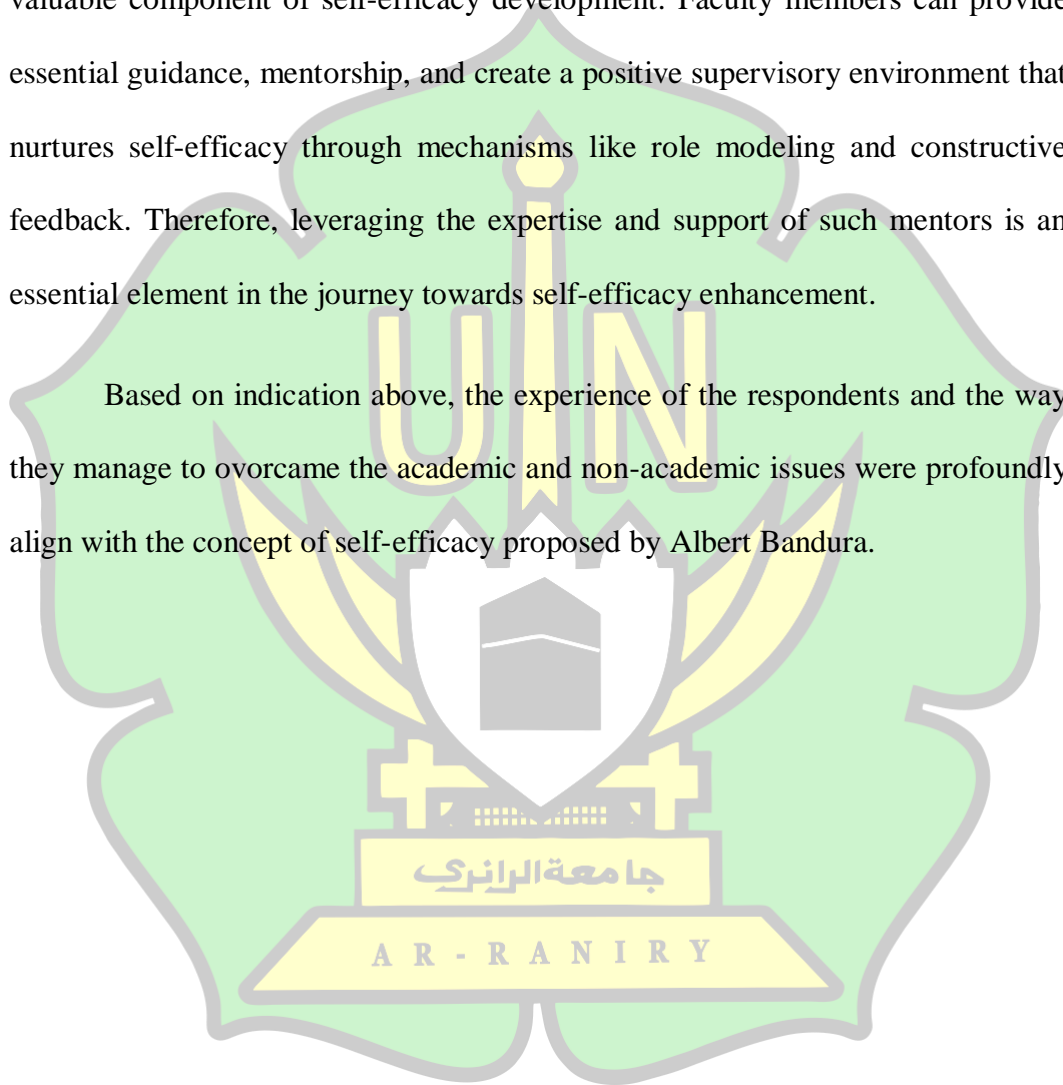 valuable component of self-efficacy development. Faculty members can provide
essential guidance, mentorship, and create a positive supervisory environment that
nurtures self-efficacy through mechanisms like role modeling and constructive
feedback. Therefore, leveraging the expertise and support of such mentors is an
essential element in the journey towards self-efficacy enhancement.
Based on indication above, the experience of the respondents and the way
they manage to ovorcame the academic and non-academic issues were profoundly
align with the concept of self-efficacy proposed by Albert Bandura.
UIN
جامعة الرانري
AR-RANIRY